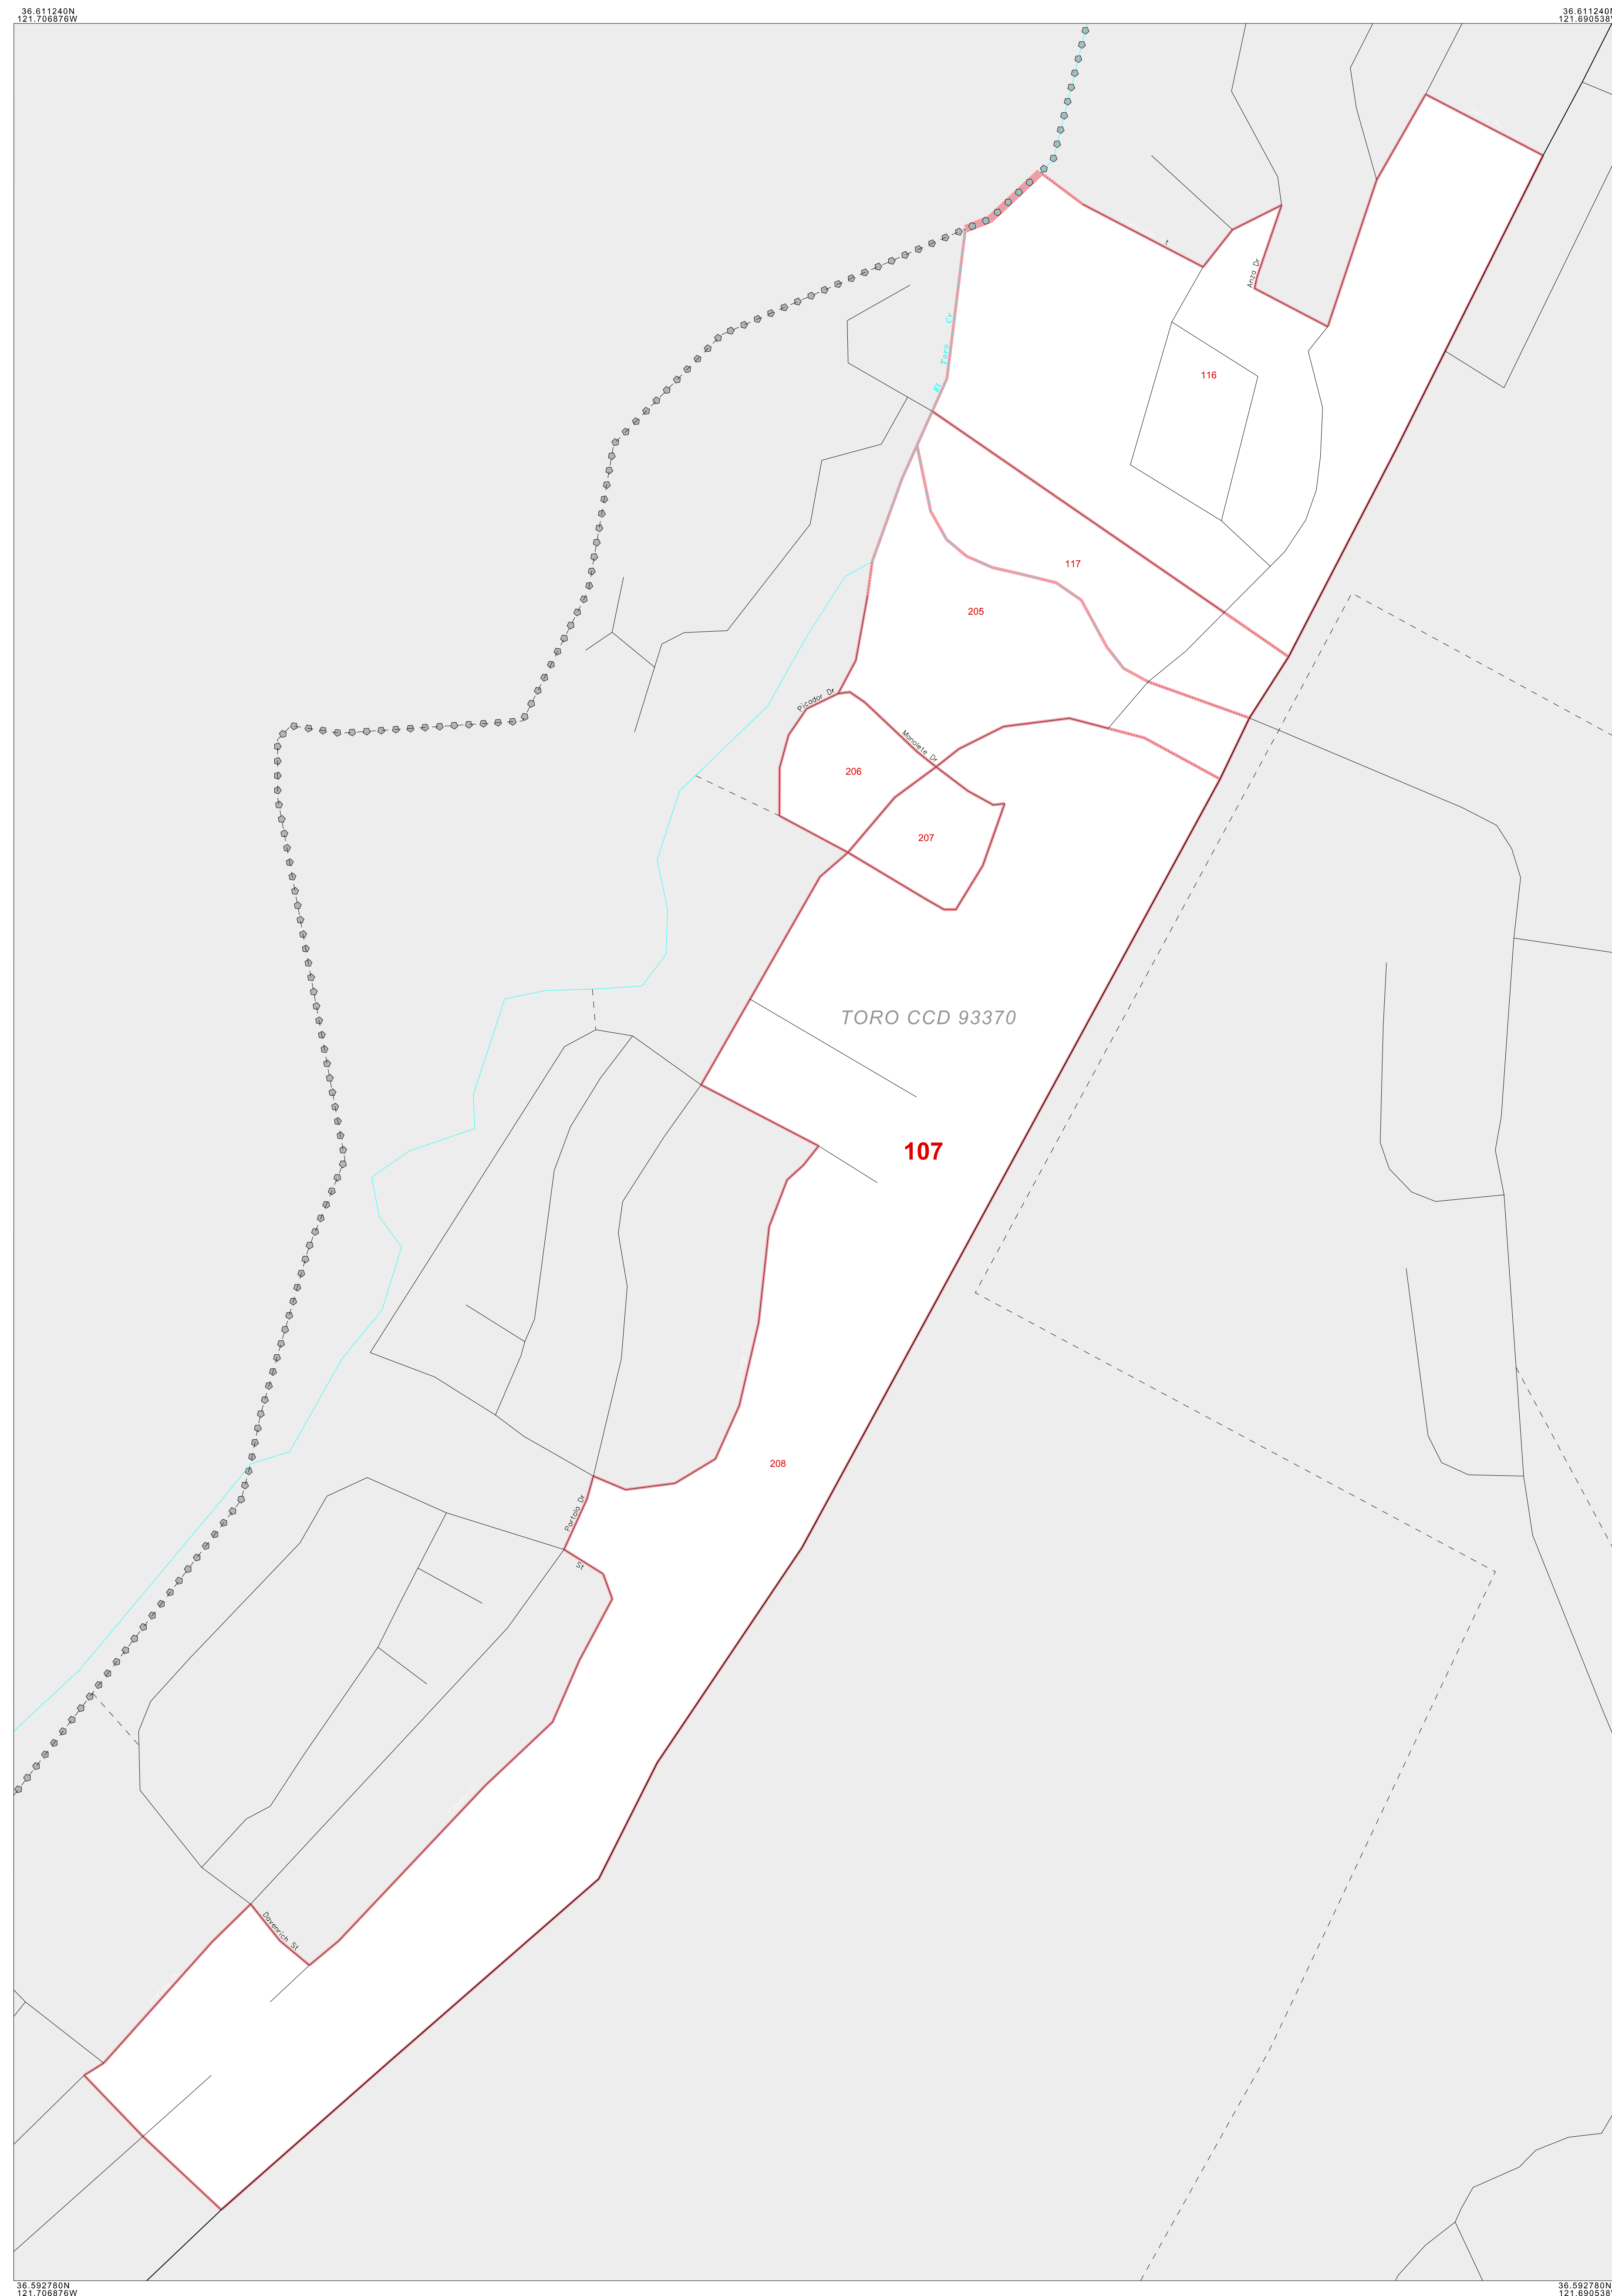 36.611240N
121.706876W
36.611240N
121.690538W
t
Anza Dr
El Toro Cr
116
117
205
Picador Dr
Manolete Dr
206
207
TORO CCD 93370
107
208
Portola Dr
St
Davenrich St
36.592780N
121.706876W
36.592780N
121.690538W